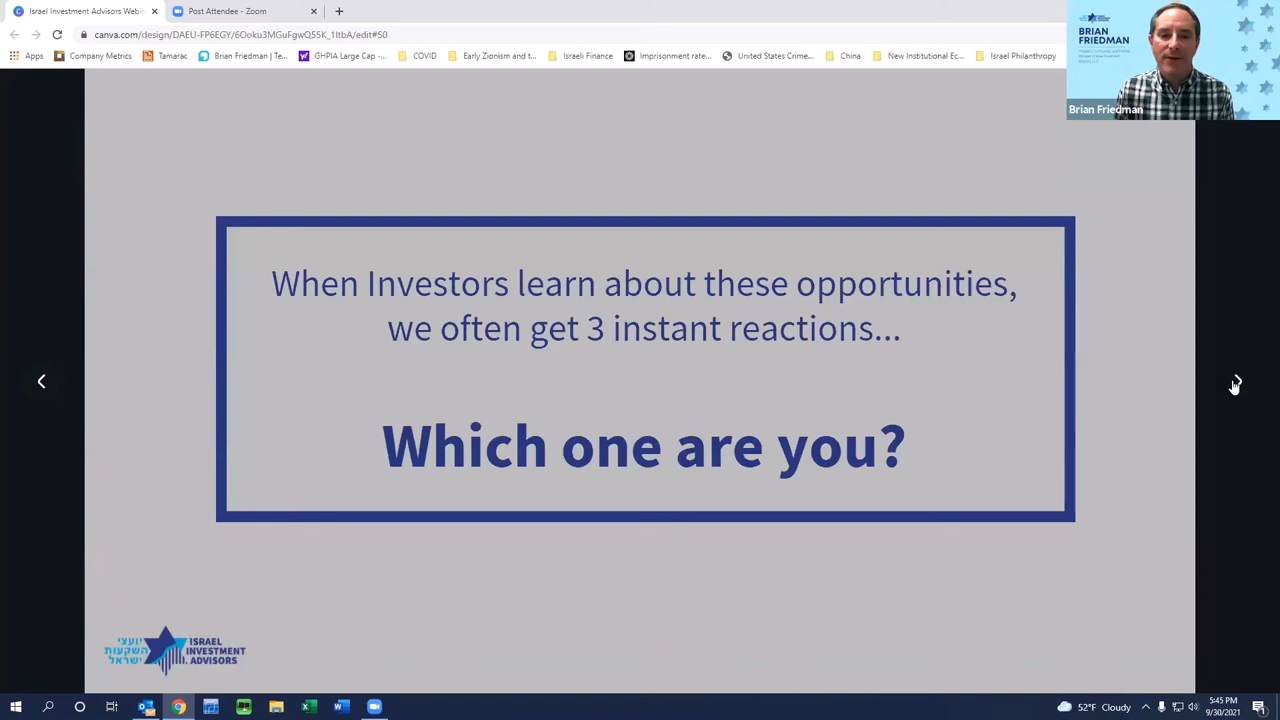 Israel Investment Advisors Webin
Post Attendee - Zoom
canva.com/design/DAEU-FP6EGY/6Ooku3MGuFgwQ55K_1ItbA/edit#50
Apps
Company Metrics
Tamarac
Brian Friedman | Te...
GHPIA Large Cap
COVID
Early Zionism and t...
Israeli Finance
Imprisonment rate...
United States Crime...
China
New Institutional Ec...
Israel Philanthropy
BRIAN
FRIEDMAN
Brian Friedman
When Investors learn about these opportunities,
we often get 3 instant reactions...
Which one are you?
יועצי
השקעות
ישראל
ISRAEL
INVESTMENT
ADVISORS
52°F Cloudy
5:45 PM
9/30/2021